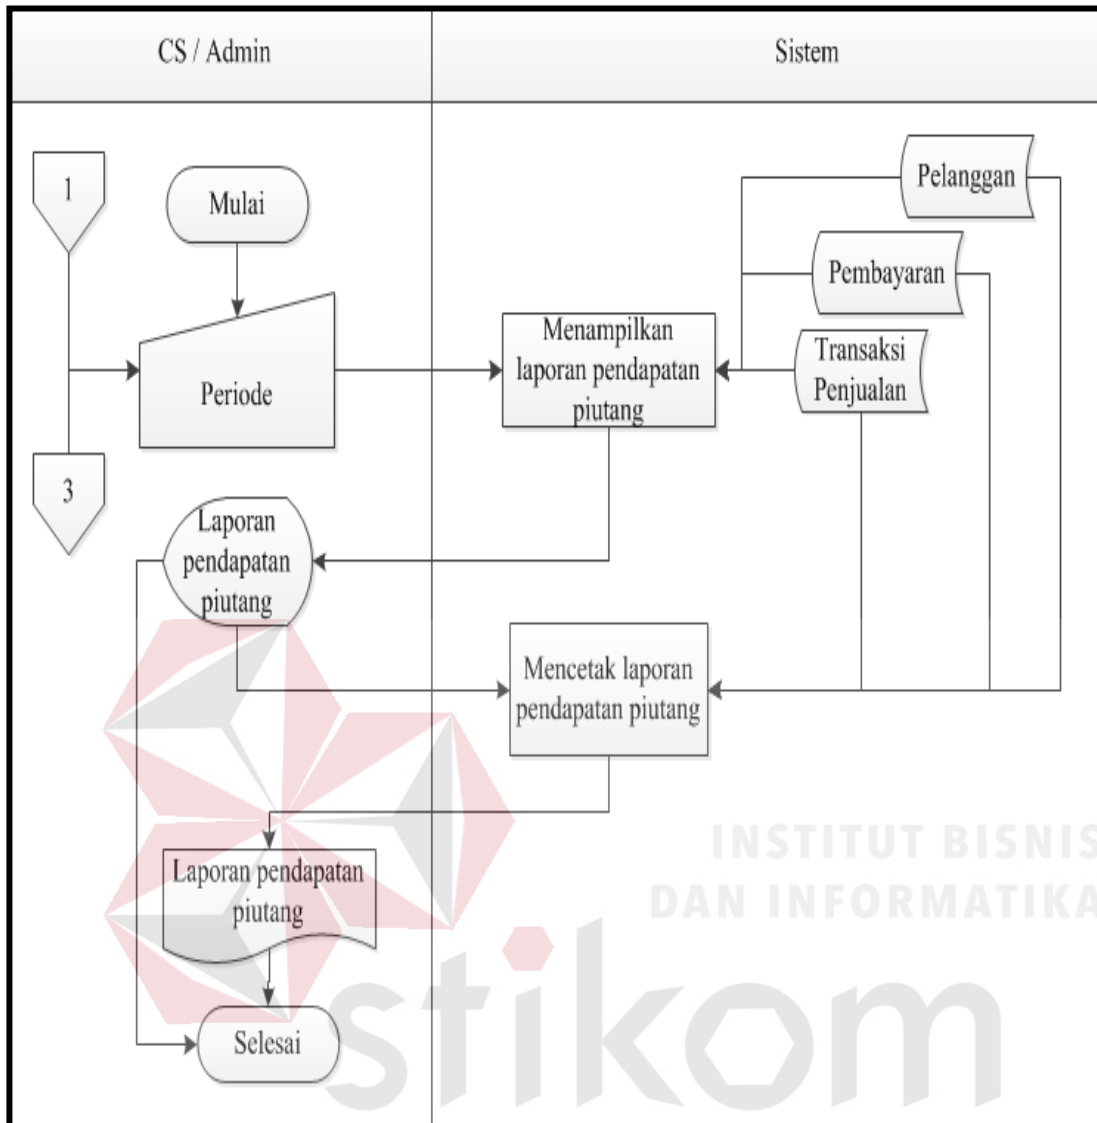 CS / Admin
Sistem
1
Mulai
Pelanggan
Pembayaran
Periode
Menampilkan
laporan pendapatan
piutang
Transaksi
Penjualan
3
Laporan
pendapatan
piutang
Mencetak laporan
pendapatan piutang
Laporan pendapatan
piutang
Selesai
INSTITUT BISNIS
DAN INFORMATIKA
stikom